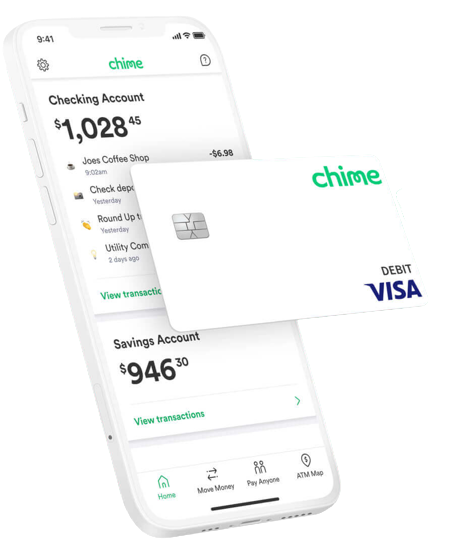 9:41
chime
Checking Account
$1,028.45
Joes Coffee Shop
-$6.98
9:02am
Check depo
Yesterday
Round Up t
Yesterday
Utility Com
2 days ago
View transactio
chime
DEBIT
VISA
Savings Account
$946.30
View transactions
Home
Move Money
Pay Anyone
ATM Map